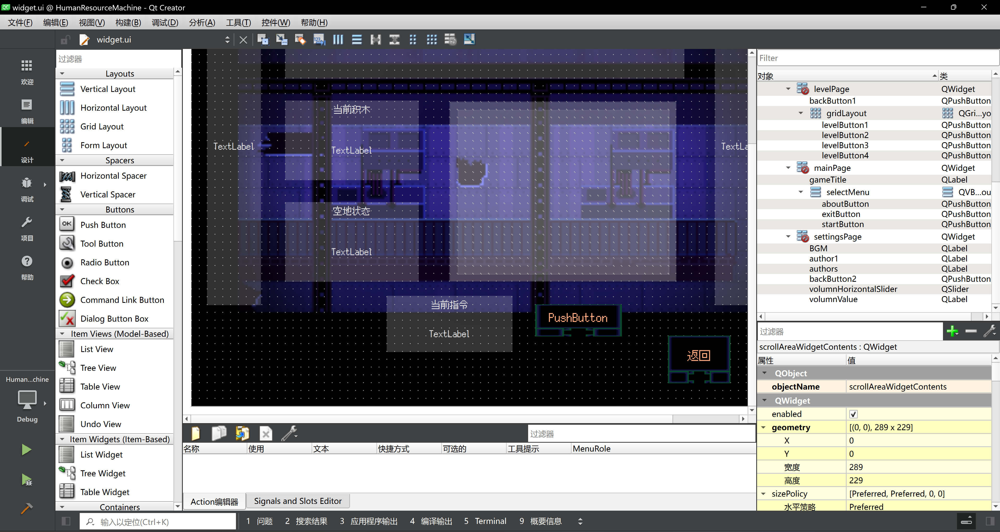 QC widget.ui @ HumanResourceMachine - Qt Creator
文件(F) 编辑(E) 视图(V) 构建(B) 调试(D) 分析(A) 工具(T) 控件(W) 帮助(H)
widget.ui
欢迎
编辑
设计
调试
项目
帮助
Human...chine
Debug
过滤器
Layouts
Vertical Layout
Horizontal Layout
Grid Layout
Form Layout
Spacers
Horizontal Spacer
Vertical Spacer
Buttons
OK Push Button
Tool Button
Radio Button
Check Box
Command Link Button
Dialog Button Box
Item Views (Model-Based)
List View
Tree View
Table View
Column View
Undo View
Item Widgets (Item-Based)
List Widget
Tree Widget
Table Widget
Containers
TextLabel
当前积木
TextLabel
空地状态
TextLabel
当前指令
TextLabel
PushButton
返回
TextLa
过滤器
名称 使用 文本 快捷方式 可选的 工具提示 MenuRole
Action编辑器 Signals and Slots Editor
Filter
对象 类
levelPage QWidget
backButton1 QPushButton
gridLayout QGri...yo
levelButton1 QPushButton
levelButton2 QPushButton
levelButton3 QPushButton
levelButton4 QPushButton
mainPage QWidget
gameTitle QLabel
selectMenu QVB...ou
aboutButton QPushButton
exitButton QPushButton
startButton QPushButton
settingsPage QWidget
BGM QLabel
author1 QLabel
authors QLabel
backButton2 QPushButton
volumnHorizontalSlider QSlider
volumnValue QLabel
过滤器
scrollAreaWidgetContents : QWidget
属性 值
QObject
objectName scrollAreaWidgetContents
QWidget
enabled
geometry [(0, 0), 289 x 229]
X 0
Y 0
宽度 289
高度 229
sizePolicy [Preferred, Preferred, 0, 0]
水平策略 Preferred
输入以定位(Ctrl+K) 1 问题 2 搜索结果 3 应用程序输出 4 编译输出 5 Terminal 9 概要信息